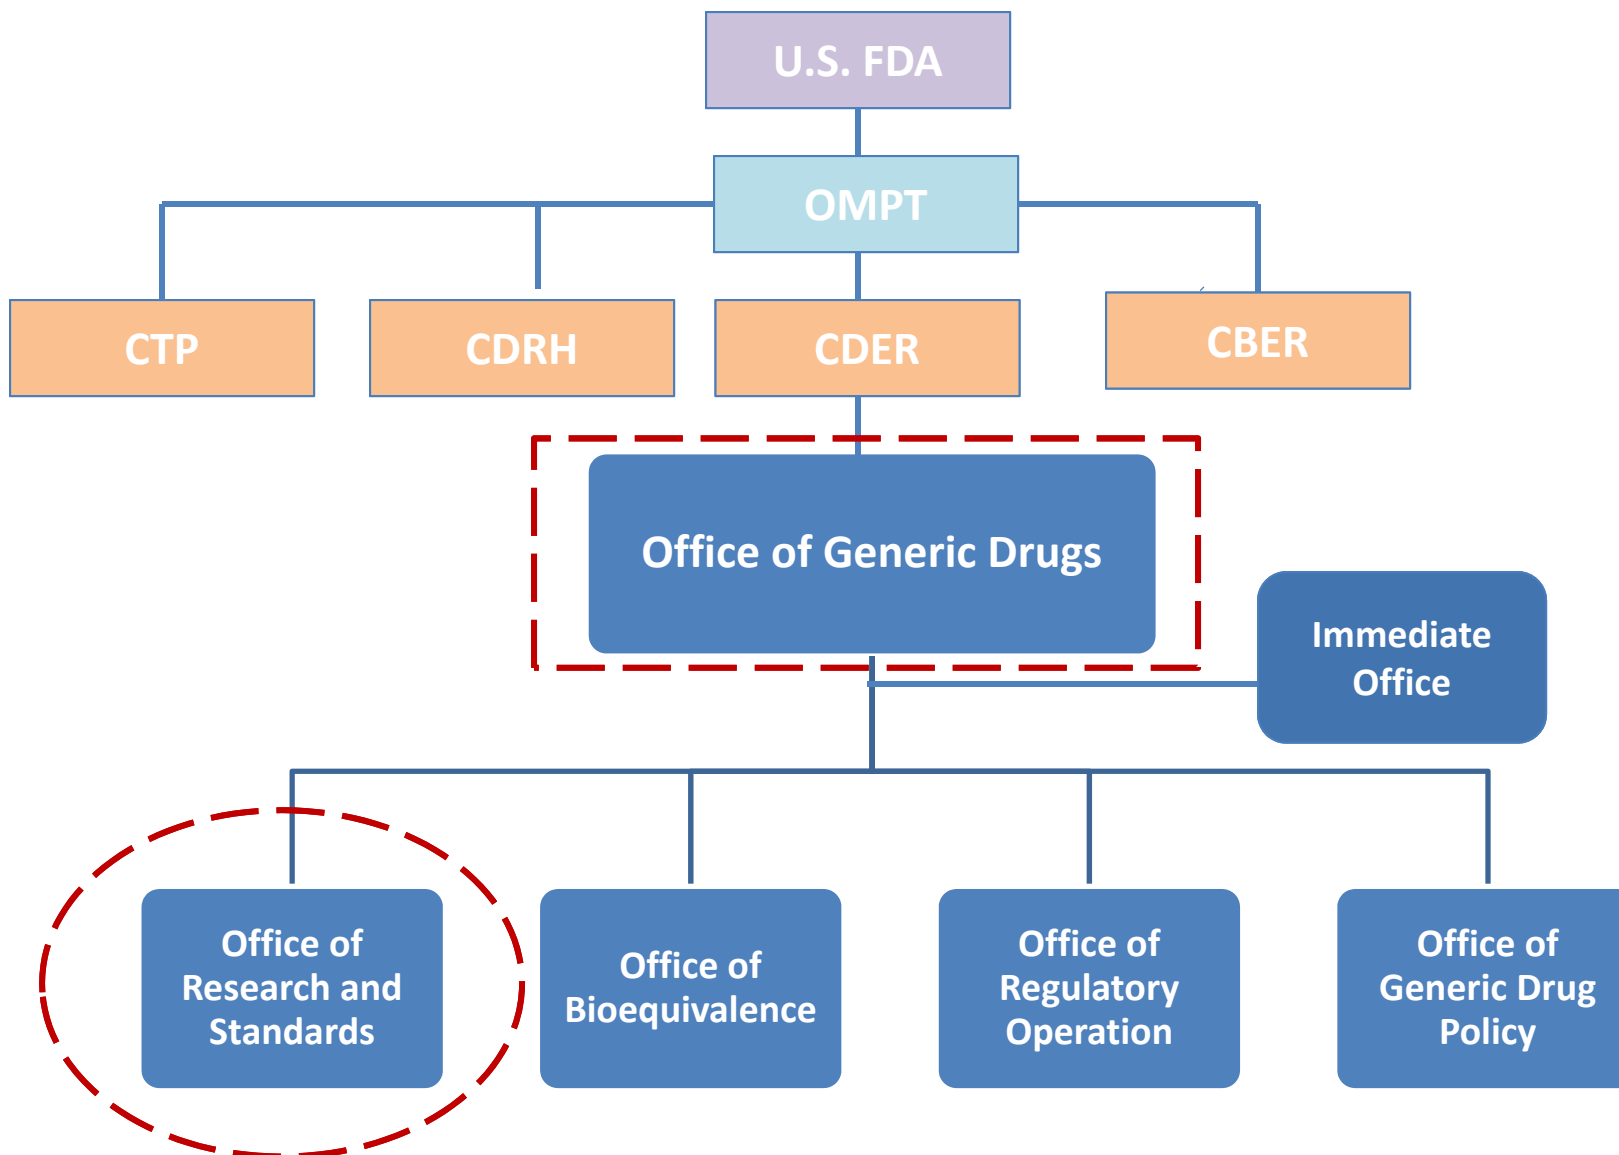 U.S. FDA
OMPT
CTP
CDRH
CDER
CBER
Office of Generic Drugs
Immediate
Office
Office of
Research and
Standards
Office of
Bioequivalence
Office of
Regulatory
Operation
Office of
Generic Drug
Policy